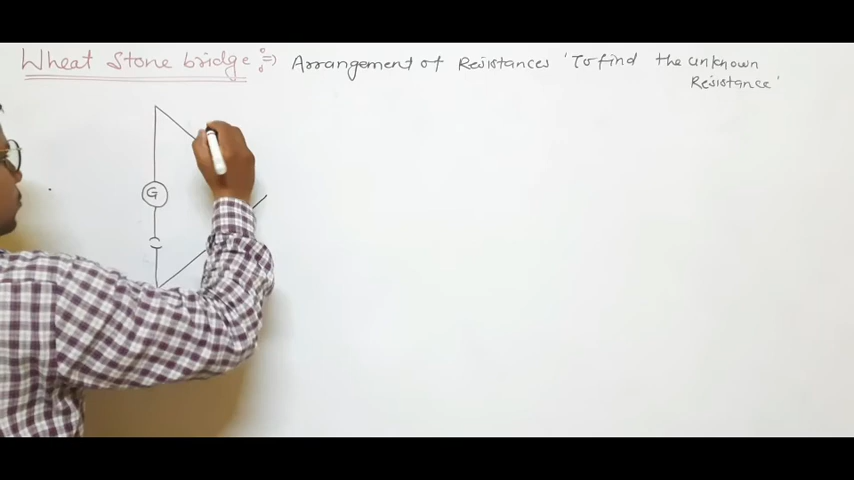 Wheat Stone bridge ⇒ Arrangement of Resistances 'To find the unknown
Resistance'
G